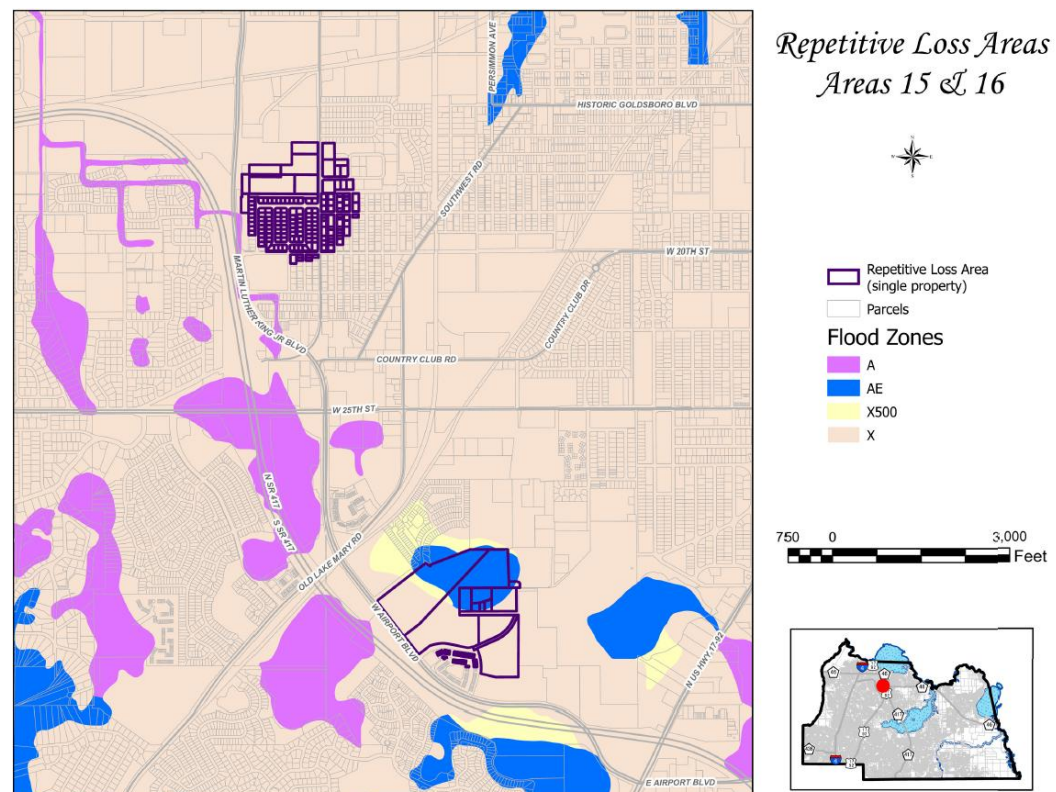 Repetitive Loss Areas
Areas 15 & 16
PERSIMMON AVE
HISTORIC GOLDSBORO BLVD
SOUTHWEST RD
W 20TH ST
MARTIN LUTHER KING JR BLVD
COUNTRY CLUB DR
COUNTRY CLUB RD
W 25TH ST
N SR 417
S SR 417
OLD LAKE MARY RD
W AIRPORT BLVD
N US HWY 17-92
E AIRPORT BLVD
N
W
E
S
Repetitive Loss Area
(single property)
Parcels
Flood Zones
A
AE
X500
X
750 0 3,000
Feet